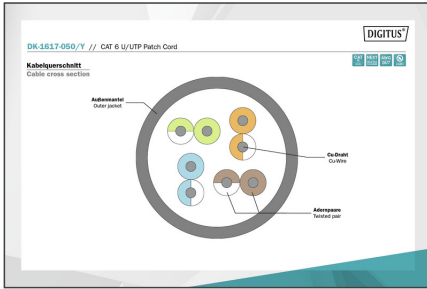 DIGITUS®
DK-1617-050/Y // CAT 6 U/UTP Patch Cord
Kabelquerschnitt
Cable cross section
Außenmantel
Outer jacket
Cu-Draht
Cu-Wire
Aderspaare
Twisted pair